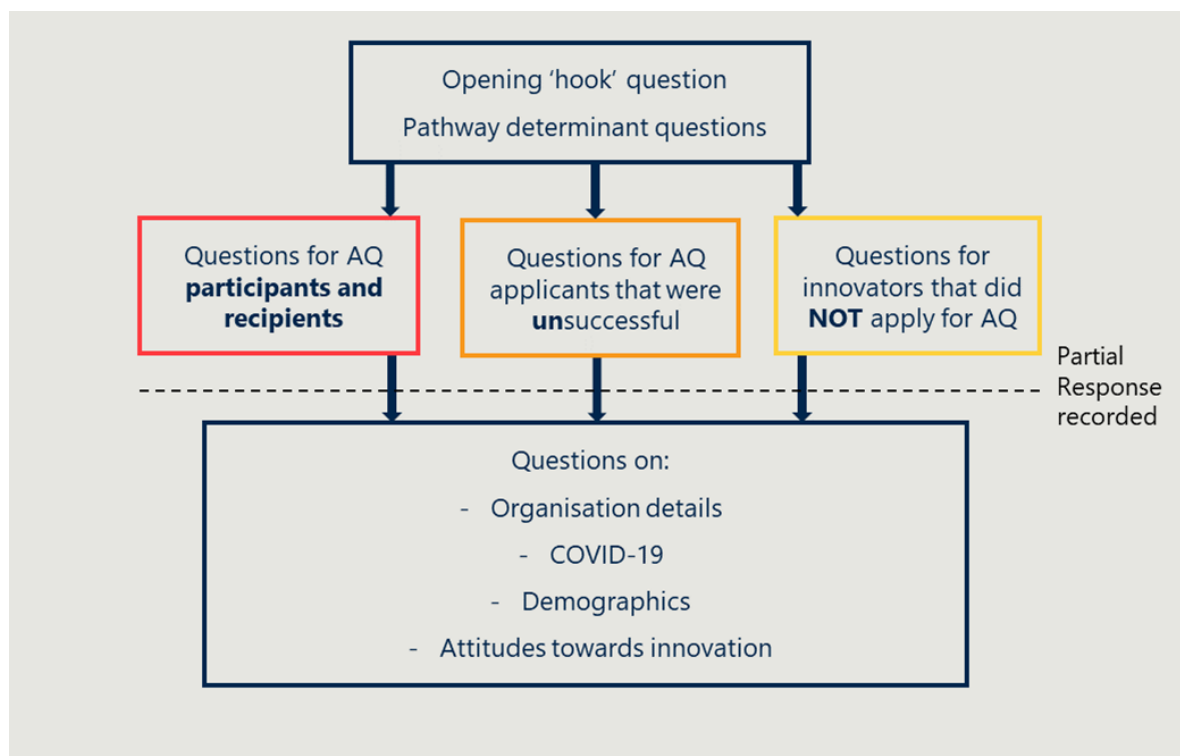 Opening ‘hook’ question
Pathway determinant questions
Questions for AQ
participants and
recipients
Questions for AQ
applicants that were
unsuccessful
Questions for
innovators that did
NOT apply for AQ
Partial
Response
recorded
Questions on:
- Organisation details
- COVID-19
- Demographics
- Attitudes towards innovation